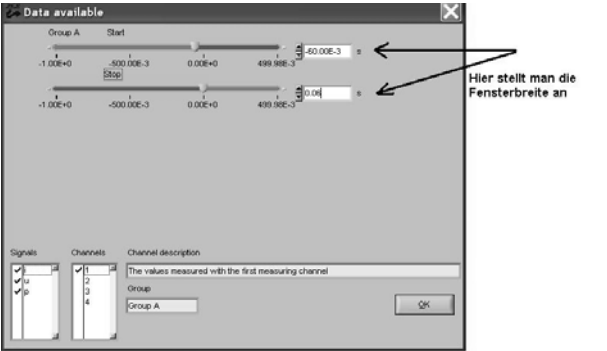 Data available
Group A Start
-60.00E-3 s
-1.00E+0 -500.00E-3 0.00E+0 499.98E-3
Stop
0.06 s
-1.00E+0 -500.00E-3 0.00E+0 499.98E-3
Hier stellt man die
Fensterbreite an
Signals Channels Channel description
i 1 The values measured with the first measuring channel
u 2
p 3 Group
4 Group A
OK